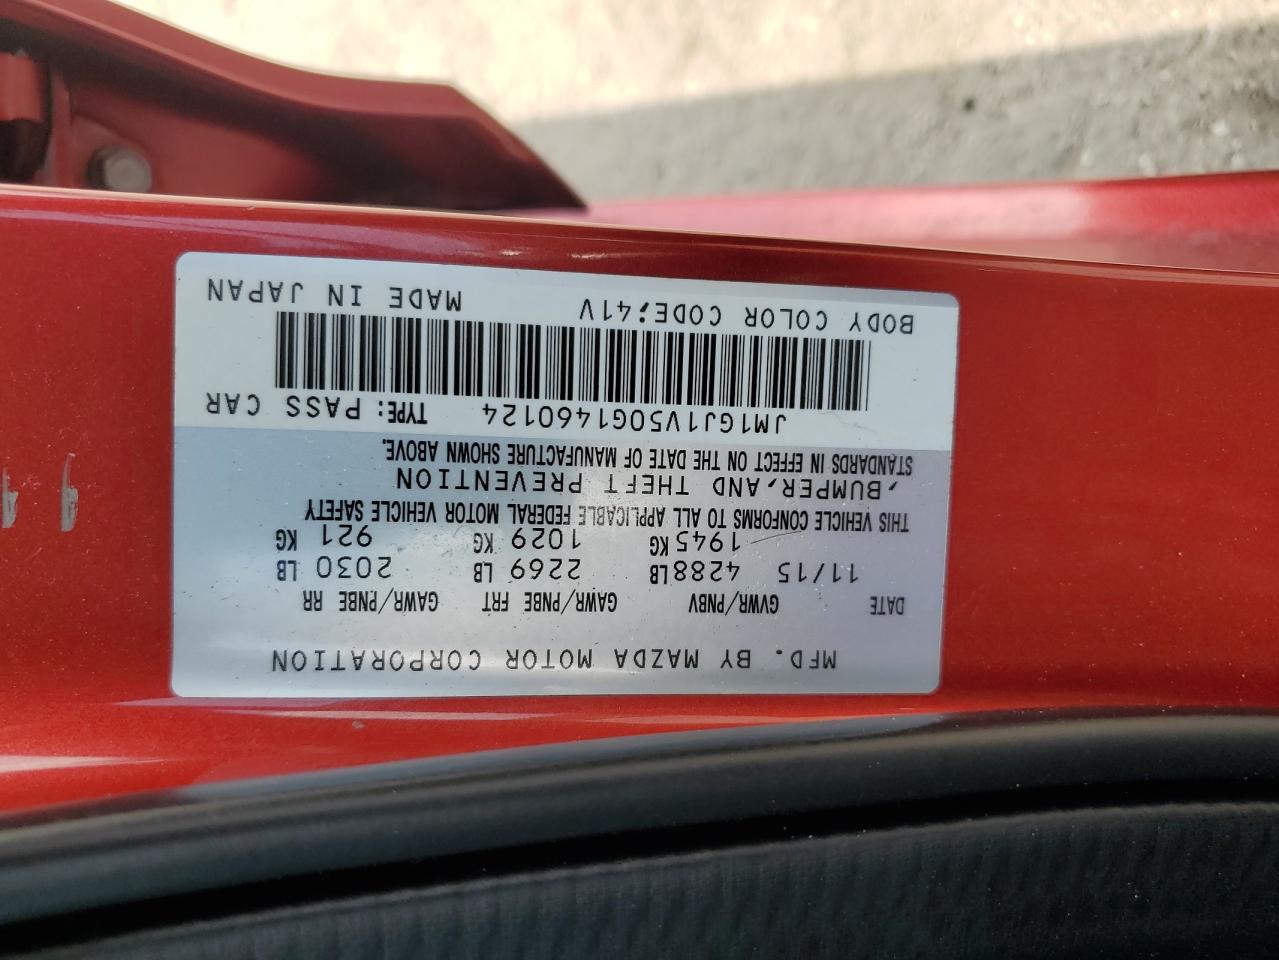 MFD. BY MAZDA MOTOR CORPORATION
DATE GVWR/PNBV GAWR/PNBE FRT GAWR/PNBE RR
11/15 4288LB 2269 LB 2030 LB
1945KG 1029 KG 921 KG
THIS VEHICLE CONFORMS TO ALL APPLICABLE FEDERAL MOTOR VEHICLE SAFETY
,BUMPER,AND THEFT PREVENTION
STANDARDS IN EFFECT ON THE DATE OF MANUFACTURE SHOWN ABOVE.
JM1GJ1V50G1460124 TYPE: PASS CAR
BODY COLOR CODE:41V MADE IN JAPAN